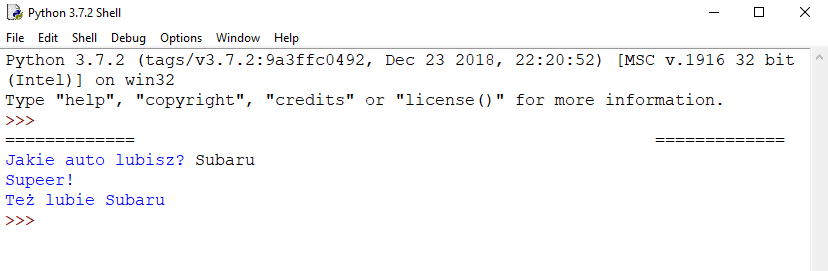 Python 3.7.2 Shell
File Edit Shell Debug Options Window Help
Python 3.7.2 (tags/v3.7.2:9a3ffc0492, Dec 23 2018, 22:20:52) [MSC v.1916 32 bit
(Intel)] on win32
Type "help", "copyright", "credits" or "license()" for more information.
>>>
============= =============
Jakie auto lubisz? Subaru
Supeer!
Też lubie Subaru
>>>